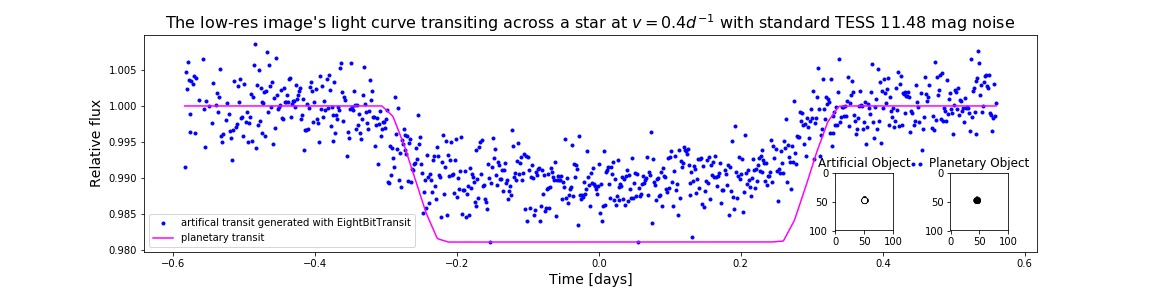 The low-res image's light curve transiting across a star at v = 0.4d⁻¹ with standard TESS 11.48 mag noise
Relative flux
1.005
1.000
0.995
0.990
0.985
0.980
artifical transit generated with EightBitTransit
planetary transit
Artificial Object
0
50
100
0 50 100
Planetary Object
0
50
100
0 50 100
−0.6 −0.4 −0.2 0.0 0.2 0.4 0.6
Time [days]